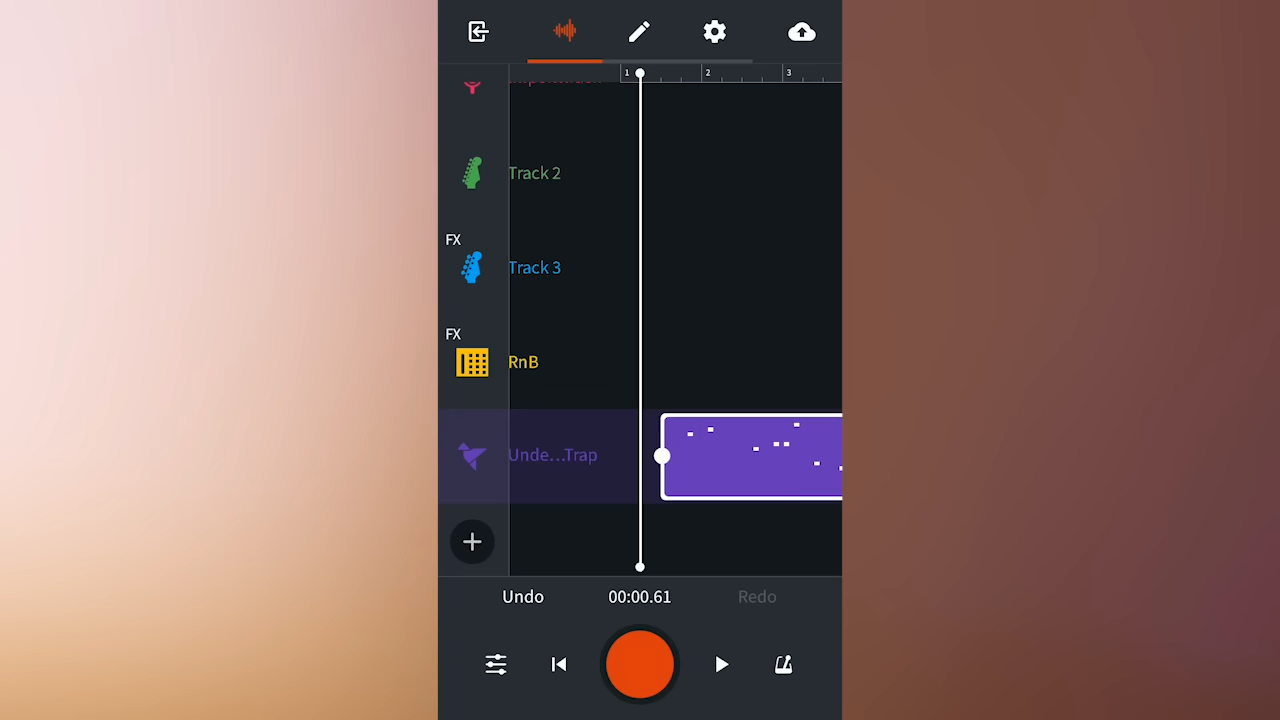 1 2 3
Track 2
FX
Track 3
FX
RnB
Unde...Trap
Undo 00:00.61 Redo